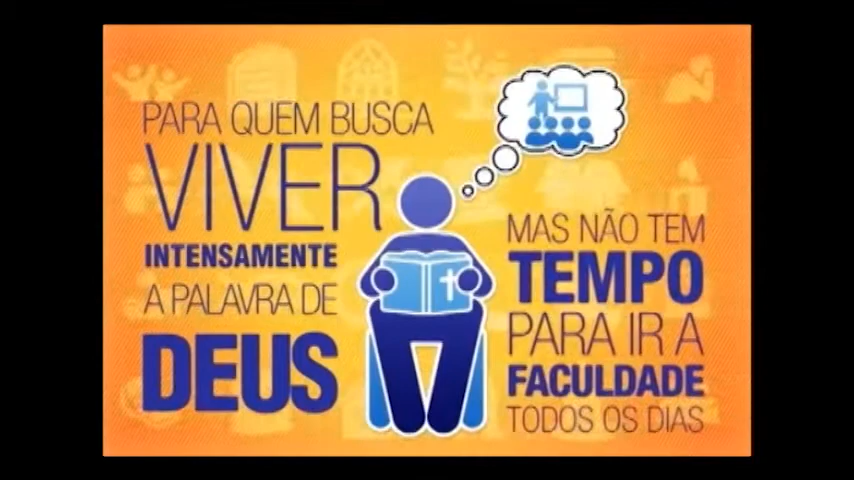 PARA QUEM BUSCA
VIVER
INTENSAMENTE
A PALAVRA DE
DEUS
MAS NÃO TEM
TEMPO
PARA IR A
FACULDADE
TODOS OS DIAS